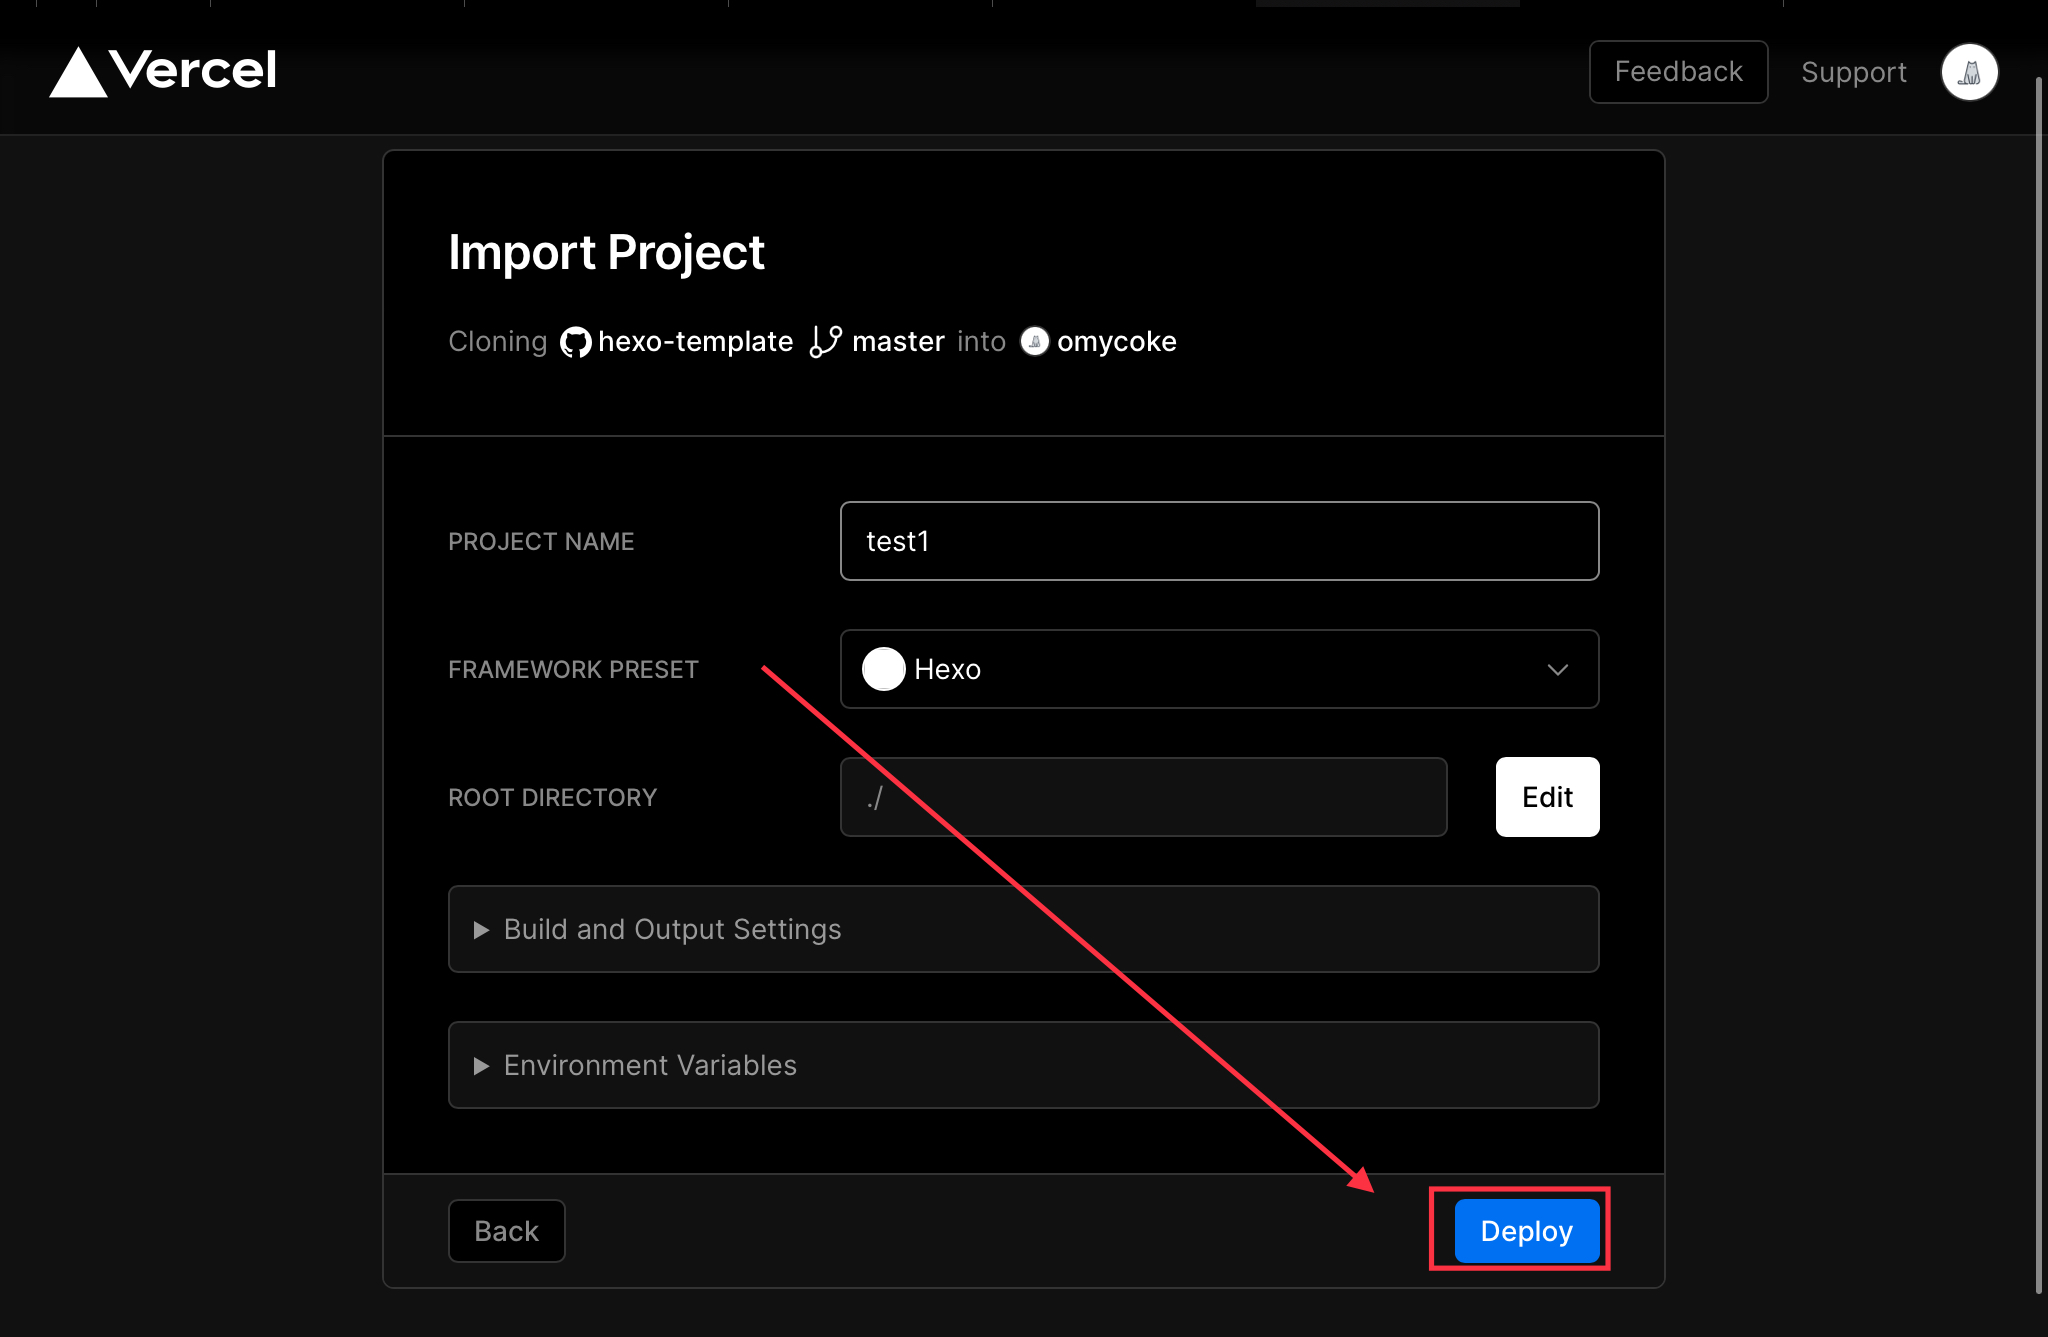 Vercel
Feedback Support
Import Project
Cloning hexo-template master into omycoke
PROJECT NAME test1
FRAMEWORK PRESET Hexo
ROOT DIRECTORY ./ Edit
Build and Output Settings
Environment Variables
Back Deploy